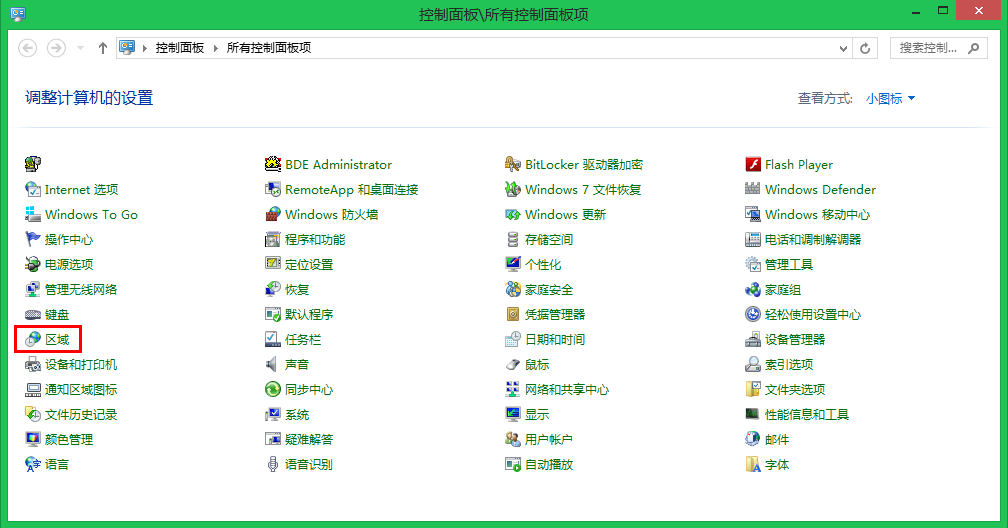 控制面板\所有控制面板项
控制面板 所有控制面板项 搜索控制...
调整计算机的设置 查看方式: 小图标
BDE Administrator BitLocker 驱动器加密 Flash Player
Internet 选项 RemoteApp 和桌面连接 Windows 7 文件恢复 Windows Defender
Windows To Go Windows 防火墙 Windows 更新 Windows 移动中心
操作中心 程序和功能 存储空间 电话和调制解调器
电源选项 定位设置 个性化 管理工具
管理无线网络 恢复 家庭安全 家庭组
键盘 默认程序 凭据管理器 轻松使用设置中心
区域 任务栏 日期和时间 设备管理器
设备和打印机 声音 鼠标 索引选项
通知区域图标 同步中心 网络和共享中心 文件夹选项
文件历史记录 系统 显示 性能信息和工具
颜色管理 疑难解答 用户帐户 邮件
语言 语音识别 自动播放 字体